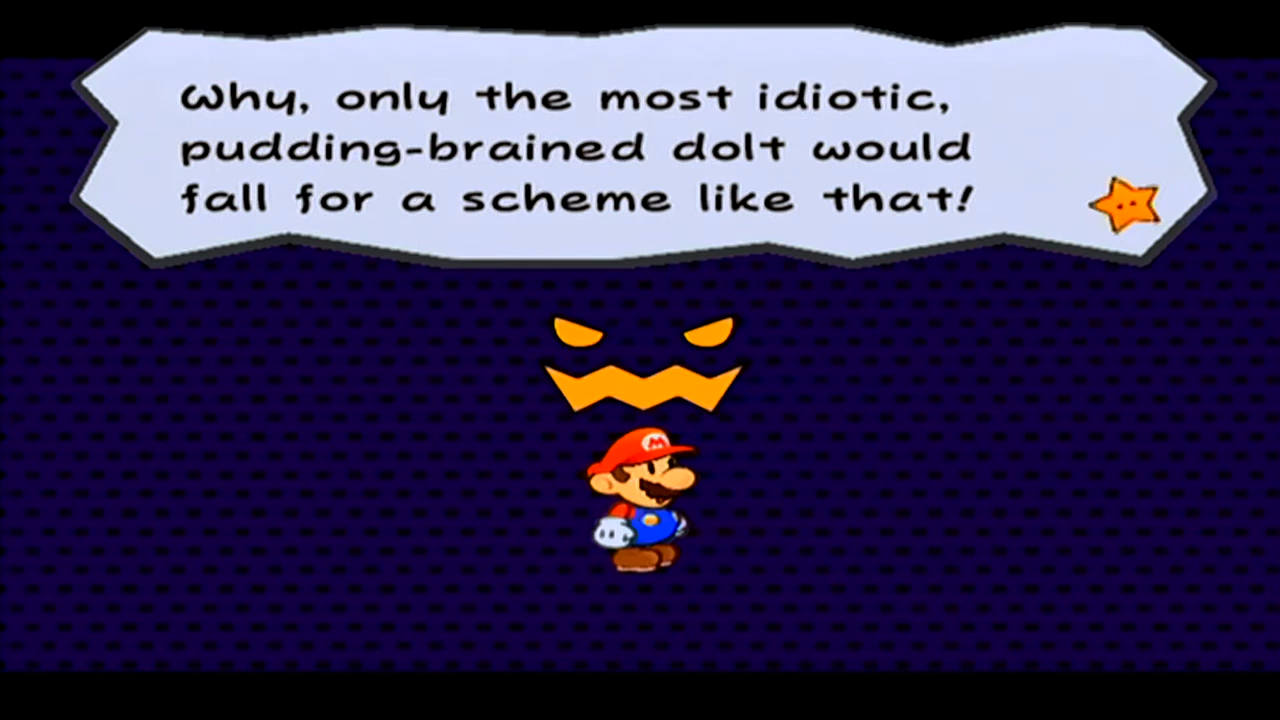 Why, only the most idiotic,
pudding-brained dolt would
fall for a scheme like that!
M